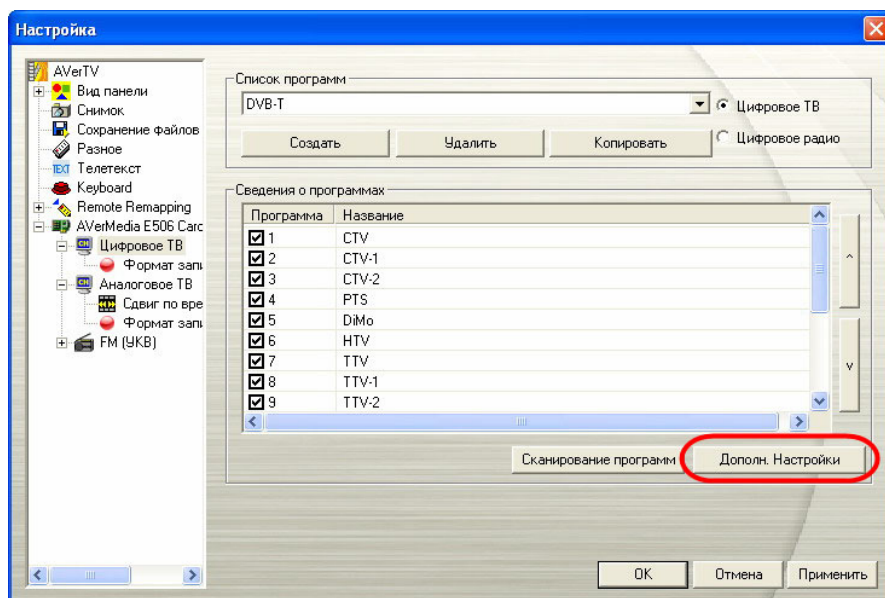 Настройка
AVerTV
Вид панели
Снимок
Сохранение файлов
Разное
TEXT Телетекст
Keyboard
Remote Remapping
AVerMedia E506 Carc
CH Цифровое ТВ
Формат запи
CH Аналоговое ТВ
Сдвиг по вре
Формат запи
FM (УКВ)
Список программ
DVB-T
Цифровое ТВ
Цифровое радио
Создать Удалить Копировать
Сведения о программах
Программа Название
1 CTV
2 CTV-1
3 CTV-2
4 PTS
5 DiMo
6 HTV
7 TTV
8 TTV-1
9 TTV-2
^
v
Сканирование программ Дополн. Настройки
OK Отмена Применить